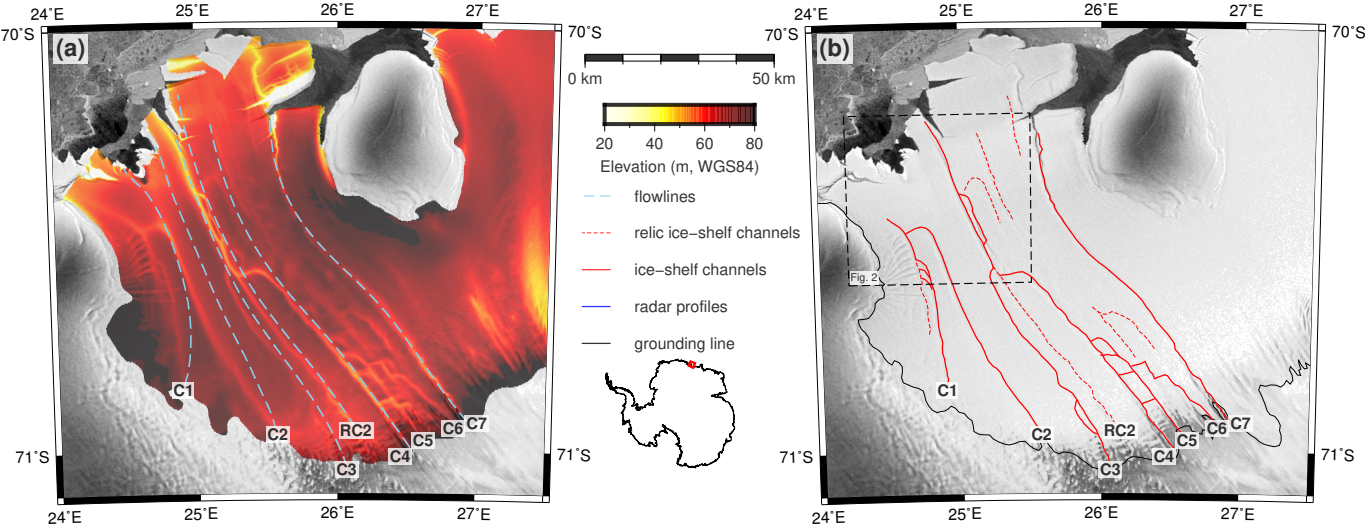 24°E 25°E 26°E 27°E
70°S
(a)
C1
C2
RC2
C3
C4
C5
C6
C7
71°S
24°E 25°E 26°E 27°E
70°S
0 km 50 km
20 40 60 80
Elevation (m, WGS84)
flowlines
relic ice-shelf channels
ice-shelf channels
radar profiles
grounding line
71°S
24°E 25°E 26°E 27°E
(b)
70°S
Fig. 2
C1
C2
RC2
C3
C4
C5
C6
C7
71°S
24°E 25°E 26°E 27°E